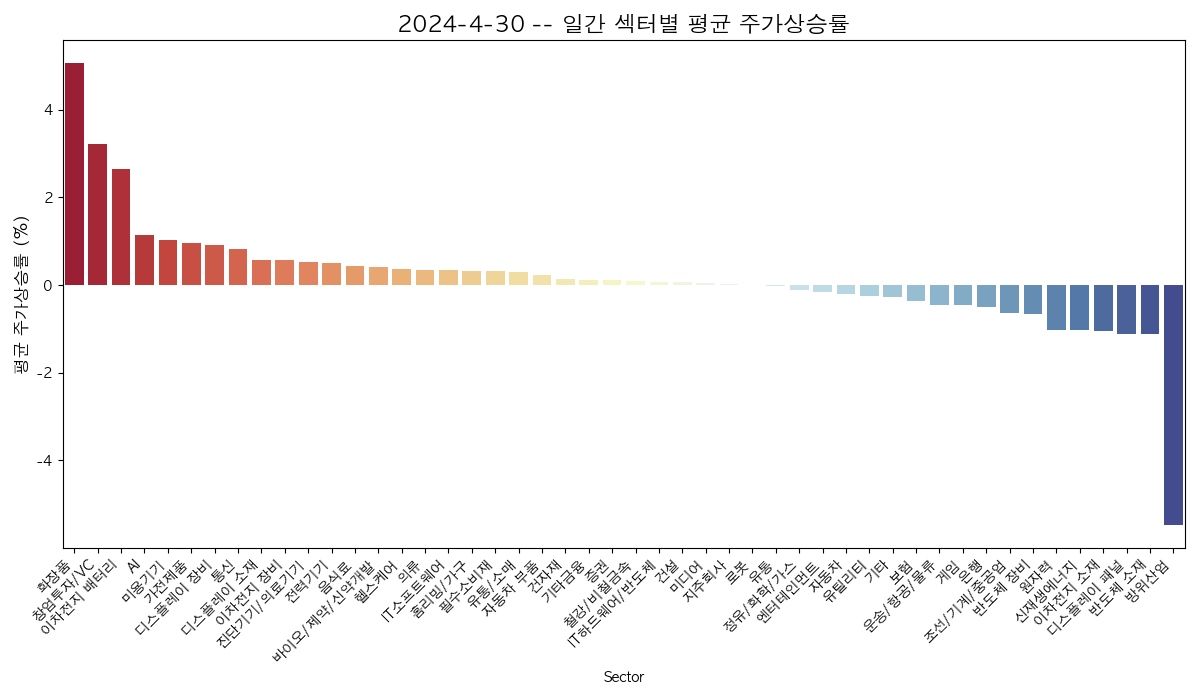 2024-4-30 -- 일간 섹터별 평균 주가상승률
평균 주가상승률 (%)
4
2
0
-2
-4
화장품
창업투자/VC
이차전지 배터리
AI
미용기기
가전제품
디스플레이 장비
통신
디스플레이 소재
이차전지 장비
진단기기/의료기기
전력기기
음식료
바이오/제약/신약개발
헬스케어
의류
IT소프트웨어
홈리빙/가구
필수소비재
유통/소매
자동차 부품
건자재
기타금융
증권
철강/비철금속
IT하드웨어/반도체
건설
미디어
지주회사
로봇
유통
정유/화학/가스
엔터테인먼트
자동차
유틸리티
기타
보험
운송/항공/물류
게임
은행
조선/기계/중공업
반도체 장비
원자력
신재생에너지
이차전지 소재
디스플레이 패널
반도체 소재
방위산업
Sector